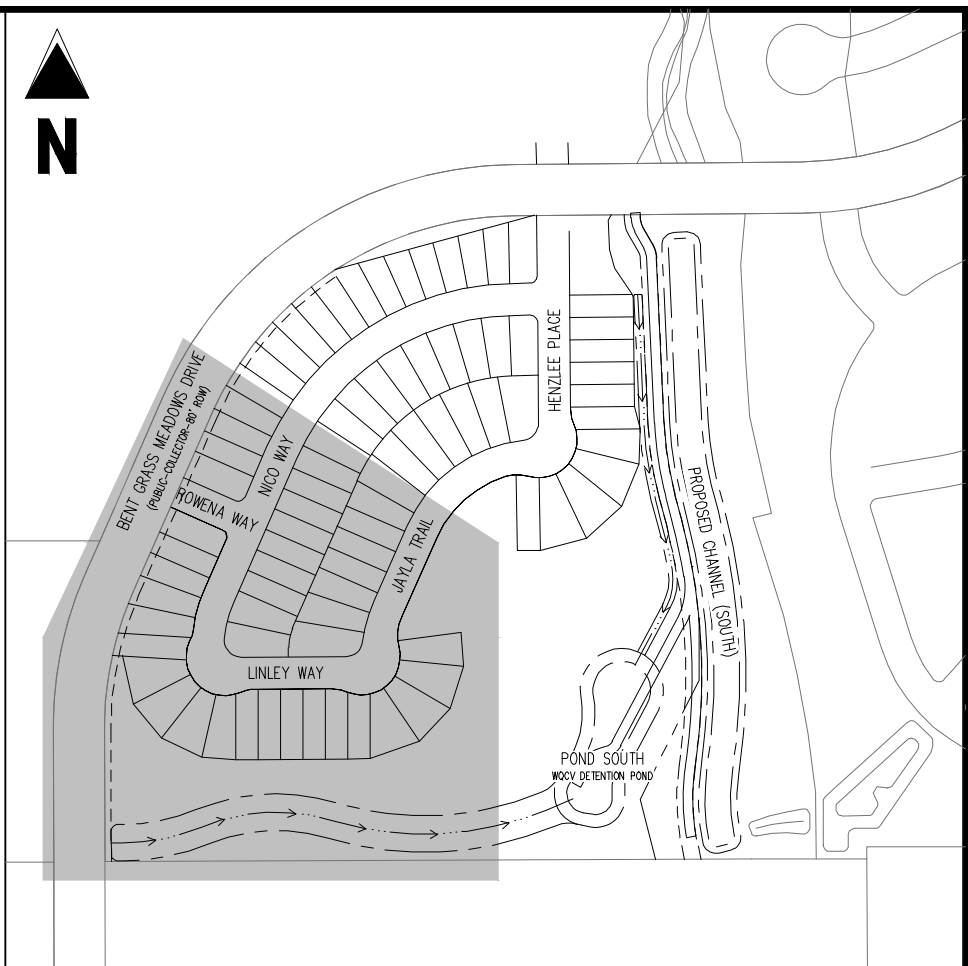 N
BENT GRASS MEADOWS DRIVE
(PUBLIC-COLLECTOR-80' ROW)
HENZLEE PLACE
NICO WAY
ROWENA WAY
JAYLA TRAIL
PROPOSED CHANNEL (SOUTH)
LINLEY WAY
POND SOUTH
WQCV DETENTION POND